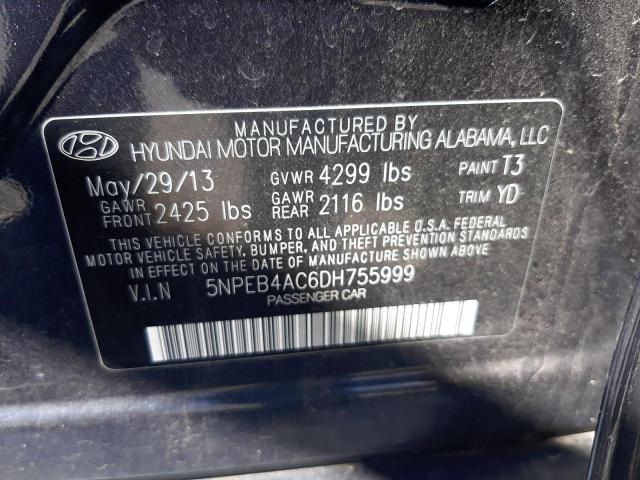 MANUFACTURED BY
HYUNDAI MOTOR MANUFACTURING ALABAMA, LLC
May/29/13 GVWR 4299 lbs PAINT T3
GAWR FRONT 2425 lbs GAWR REAR 2116 lbs TRIM YD
THIS VEHICLE CONFORMS TO ALL APPLICABLE U.S.A. FEDERAL
MOTOR VEHICLE SAFETY, BUMPER, AND THEFT PREVENTION
STANDARDS IN EFFECT ON THE DATE OF MANUFACTURE SHOWN ABOVE
V.I.N 5NPEB4AC6DH755999
PASSENGER CAR